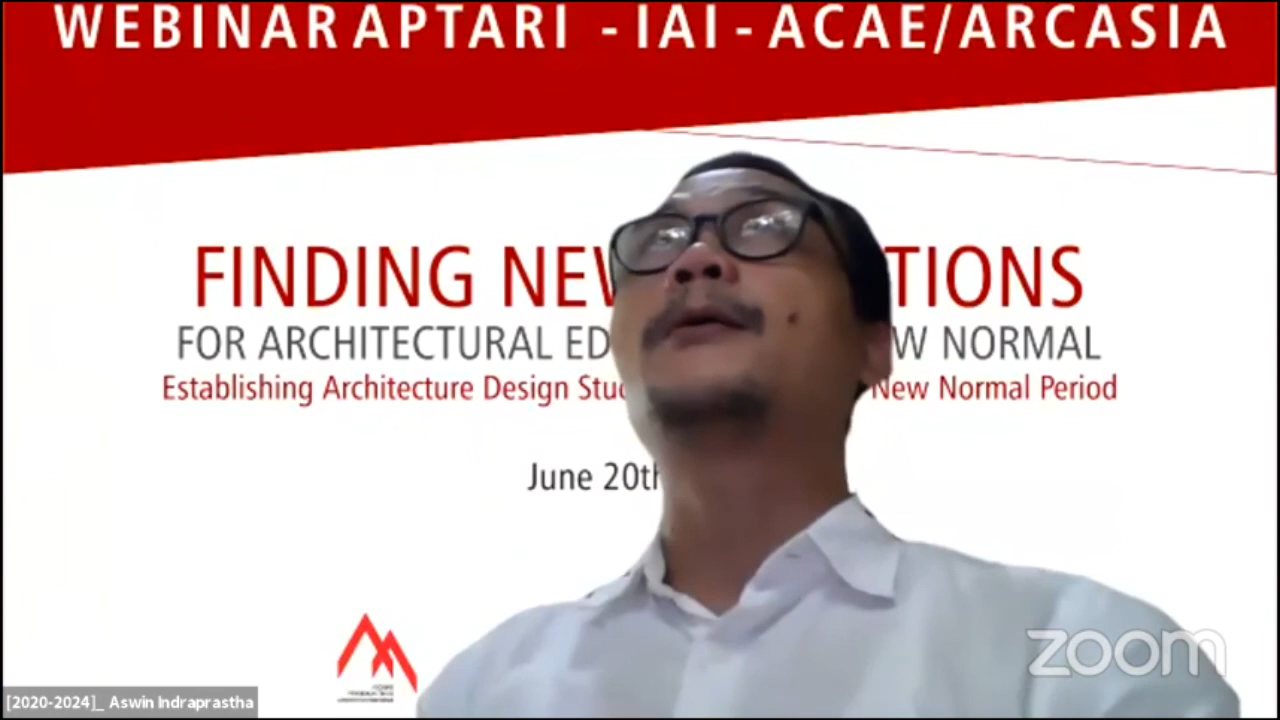 WEBINAR APTARI - IAI - ACAE/ARCASIA
FINDING NEW TIONS
FOR ARCHITECTURAL ED W NORMAL
Establishing Architecture Design Stud New Normal Period
June 20th
zoom
[2020-2024]_ Aswin Indraprastha